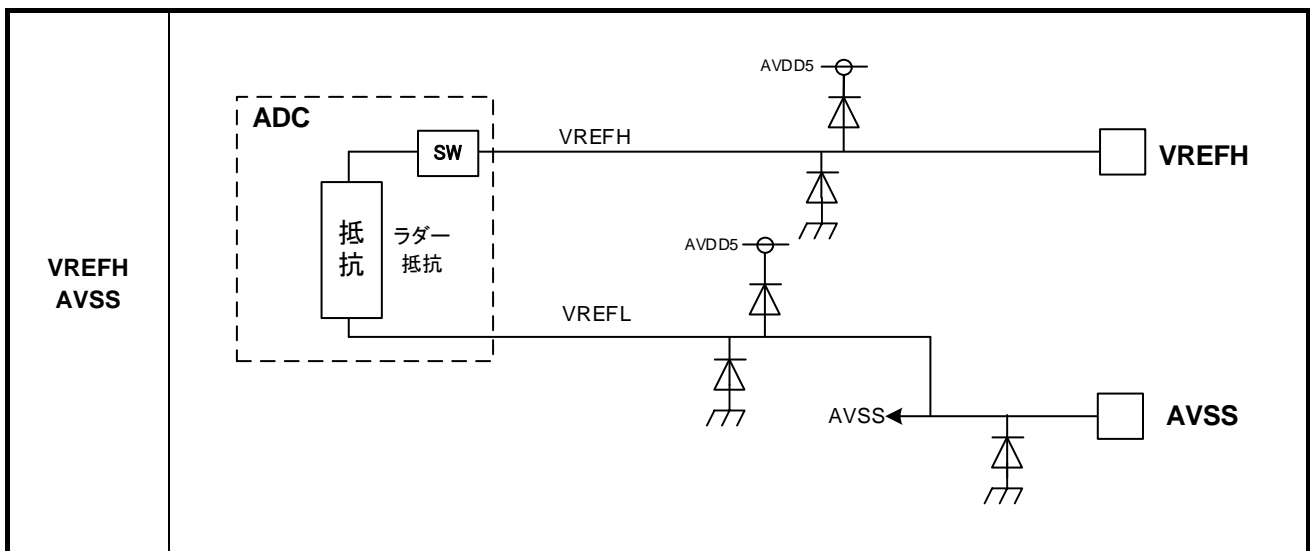 VREFH
AVSS
ADC
SW
抵
抗
ラダー
抵抗
VREFH
AVDD5
VREFH
AVDD5
VREFL
AVSS
AVSS